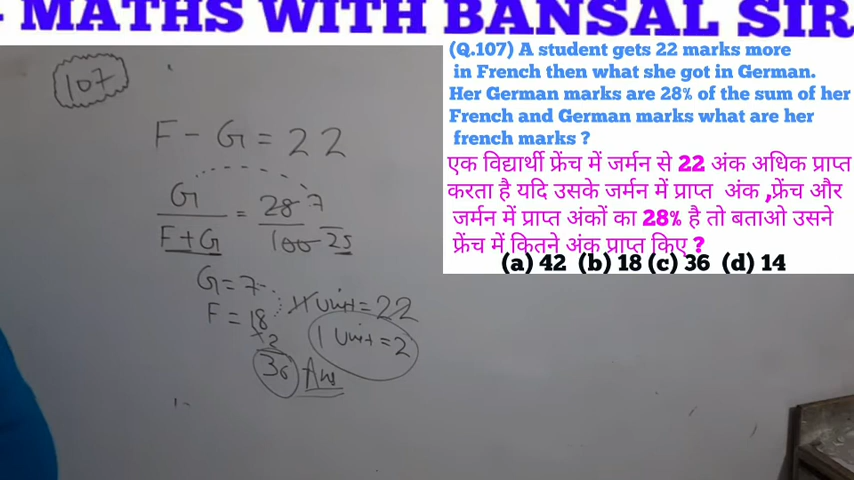 - MATHS WITH BANSAL SIR
(Q.107) A student gets 22 marks more
in French then what she got in German.
Her German marks are 28% of the sum of her
French and German marks what are her
french marks ?
एक विद्यार्थी फ्रेंच में जर्मन से 22 अंक अधिक प्राप्त
करता है यदि उसके जर्मन में प्राप्त अंक ,फ्रेंच और
जर्मन में प्राप्त अंकों का 28% है तो बताओ उसने
फ्रेंच में कितने अंक प्राप्त किए ?
(a) 42 (b) 18 (c) 36 (d) 14
107
F - G = 22
G/F+G = 28 7/100 25
G = 7
F = 18
×2
36 Ans
11 Unit = 22
1 Unit = 2